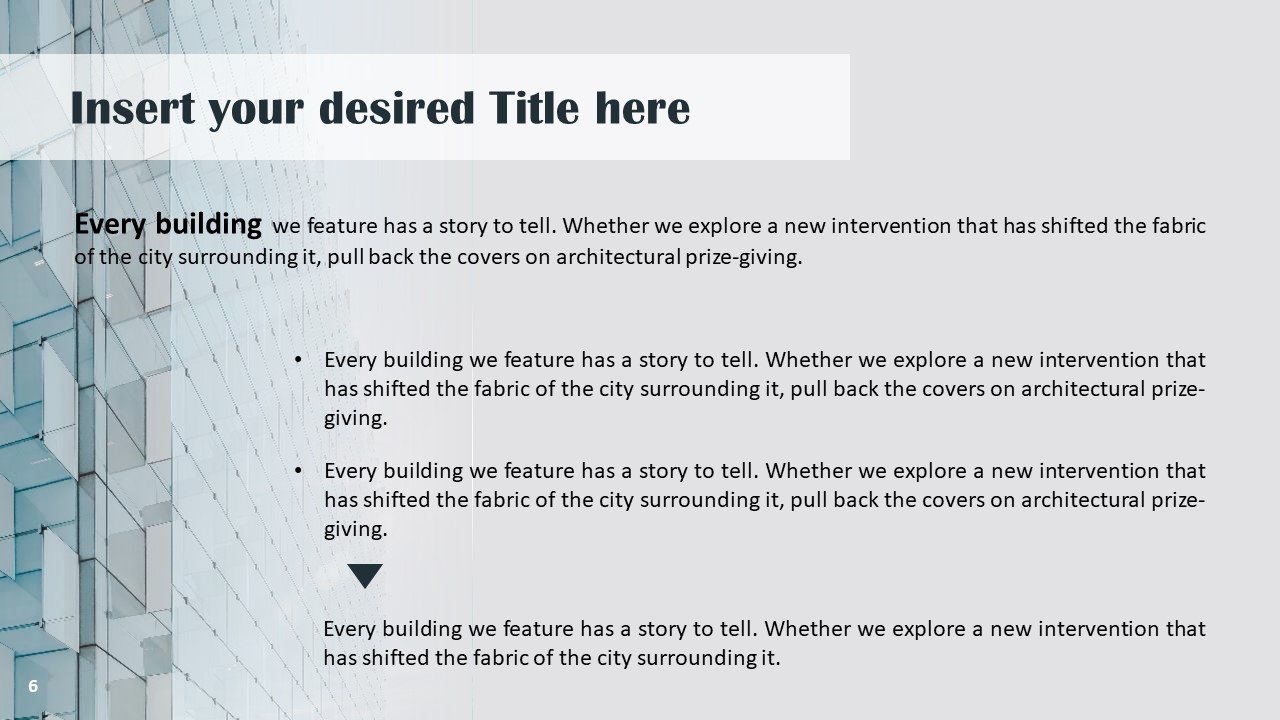 Insert your desired Title here
Every building we feature has a story to tell. Whether we explore a new intervention that has shifted the fabric
of the city surrounding it, pull back the covers on architectural prize-giving.
• Every building we feature has a story to tell. Whether we explore a new intervention that
has shifted the fabric of the city surrounding it, pull back the covers on architectural prize-
giving.
• Every building we feature has a story to tell. Whether we explore a new intervention that
has shifted the fabric of the city surrounding it, pull back the covers on architectural prize-
giving.
Every building we feature has a story to tell. Whether we explore a new intervention that
has shifted the fabric of the city surrounding it.
6